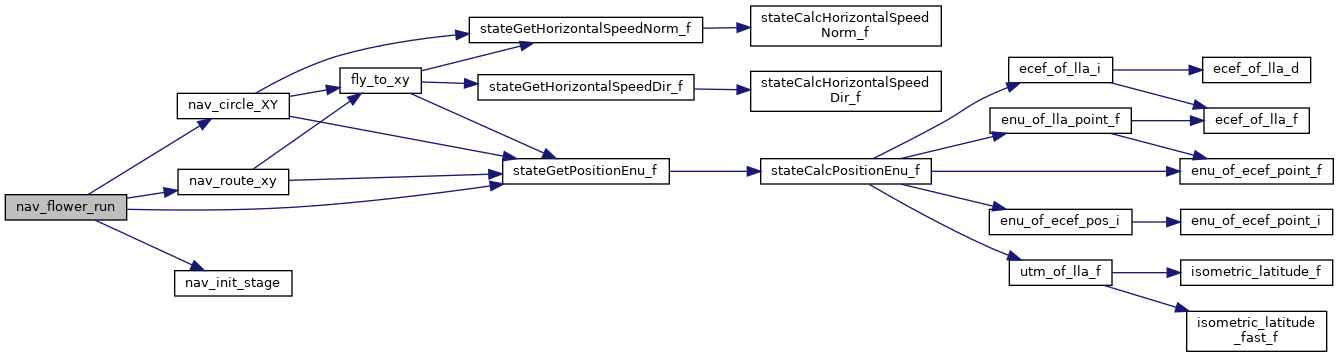 nav_flower_run
nav_circle_XY
nav_route_xy
nav_init_stage
fly_to_xy
stateGetHorizontalSpeedNorm_f
stateGetHorizontalSpeedDir_f
stateGetPositionEnu_f
stateCalcHorizontalSpeed
Norm_f
stateCalcHorizontalSpeed
Dir_f
stateCalcPositionEnu_f
ecef_of_lla_i
enu_of_lla_point_f
enu_of_ecef_pos_i
utm_of_lla_f
ecef_of_lla_d
ecef_of_lla_f
enu_of_ecef_point_f
enu_of_ecef_point_i
isometric_latitude_f
isometric_latitude
_fast_f